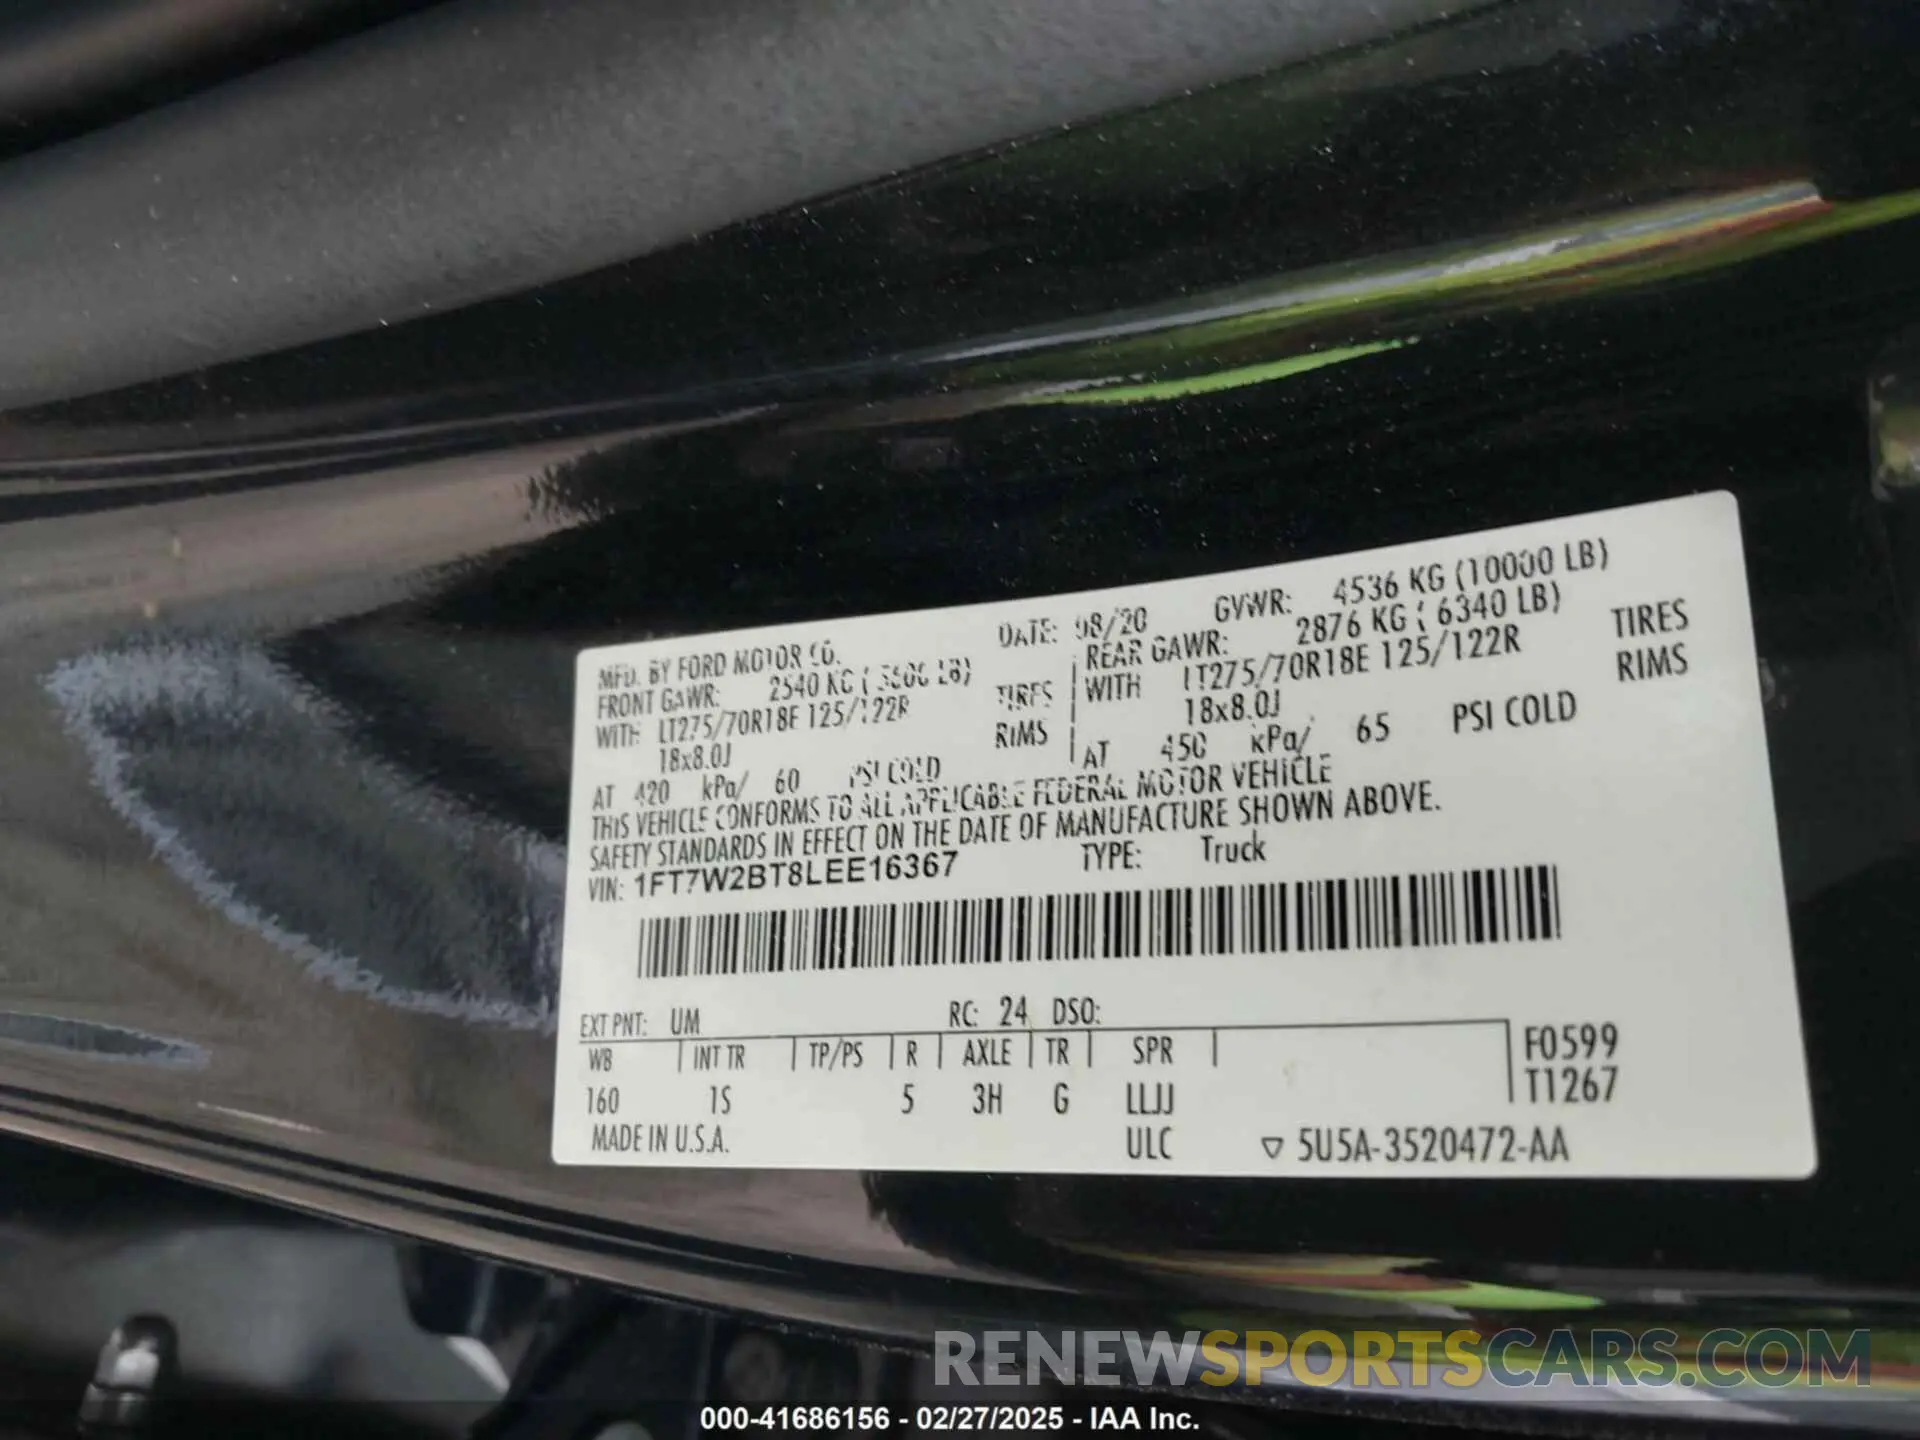 MFD. BY FORD MOTOR CO.
DATE: 08/20 GVWR: 4536 KG (10000 LB)
FRONT GAWR: 2540 KG ( 5600 LB) REAR GAWR: 2876 KG ( 6340 LB)
WITH LT275/70R18E 125/122R TIRES WITH LT275/70R18E 125/122R TIRES
18x8.0J RIMS 18x8.0J RIMS
AT 420 kPa/ 60 PSI COLD AT 450 kPa/ 65 PSI COLD
THIS VEHICLE CONFORMS TO ALL APPLICABLE FEDERAL MOTOR VEHICLE
SAFETY STANDARDS IN EFFECT ON THE DATE OF MANUFACTURE SHOWN ABOVE.
VIN: 1FT7W2BT8LEE16367 TYPE: Truck
EXT PNT: UM RC: 24 DSO:
WB INT TR TP/PS R AXLE TR SPR F0599
160 1S 5 3H G LLJJ T1267
MADE IN U.S.A. ULC 5U5A-3520472-AA
RENEWSPORTSCARS.COM
000-41686156 - 02/27/2025 - IAA Inc.